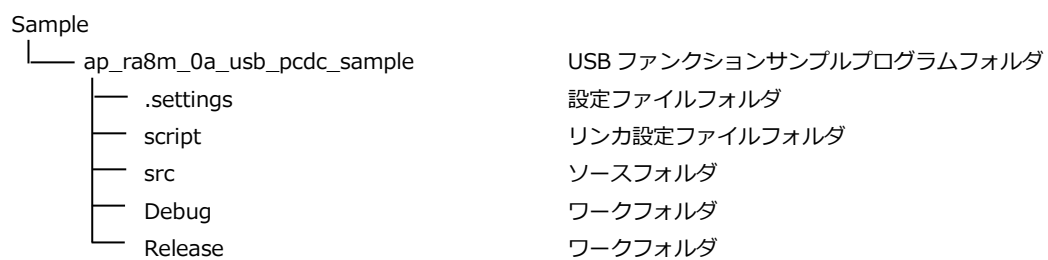 Sample
ap_ra8m_0a_usb_pcdc_sample USB ファンクションサンプルプログラムフォルダ
.settings 設定ファイルフォルダ
script リンカ設定ファイルフォルダ
src ソースフォルダ
Debug ワークフォルダ
Release ワークフォルダ